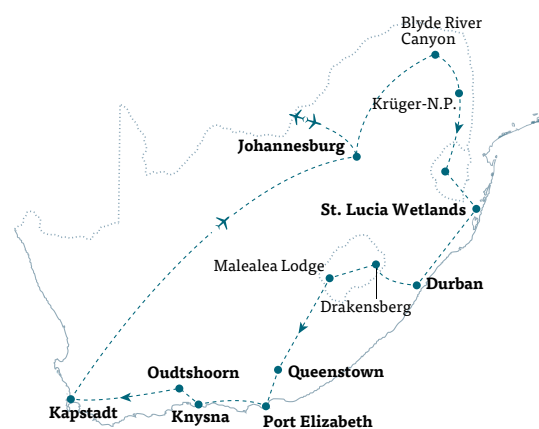 Blyde River
Canyon
Krüger-N.P.
Johannesburg
St. Lucia Wetlands
Malealea Lodge
Durban
Drakensberg
Queenstown
Oudtshoorn
Kapstadt
Knysna
Port Elizabeth